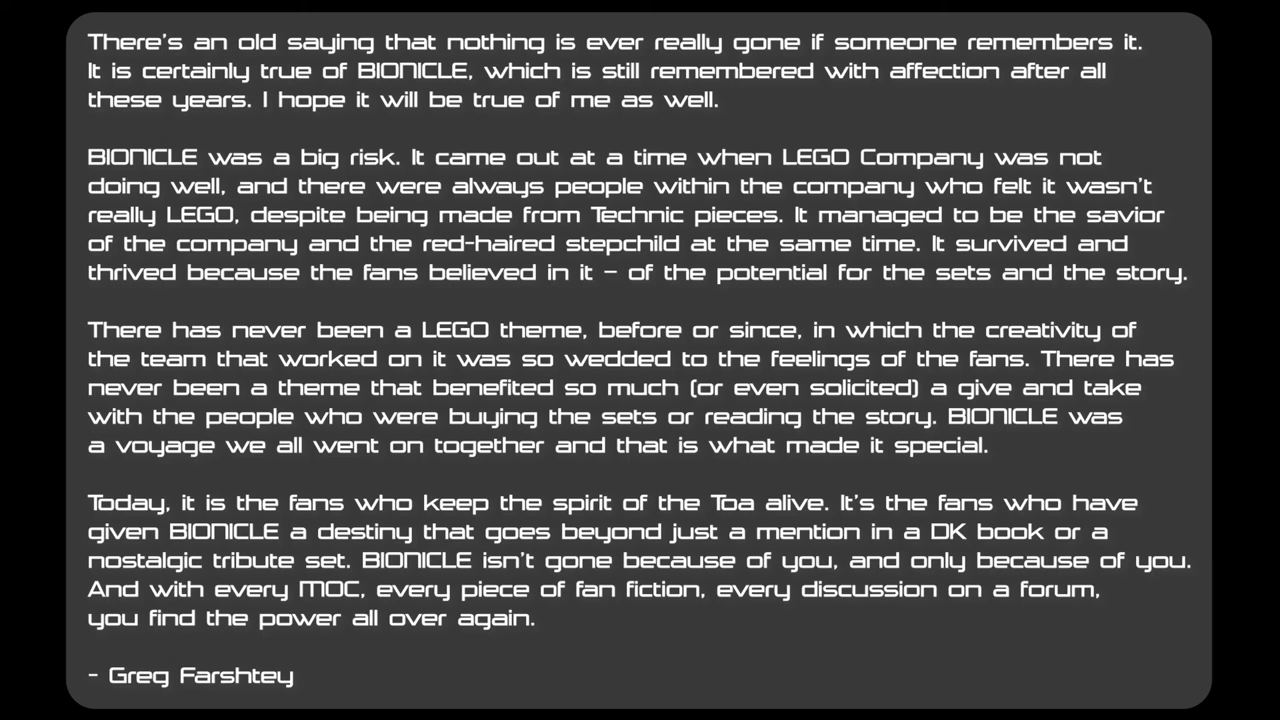 There's an old saying that nothing is ever really gone if someone remembers it.
It is certainly true of BIONICLE, which is still remembered with affection after all
these years. I hope it will be true of me as well.
BIONICLE was a big risk. It came out at a time when LEGO Company was not
doing well, and there were always people within the company who felt it wasn't
really LEGO, despite being made from Technic pieces. It managed to be the savior
of the company and the red-haired stepchild at the same time. It survived and
thrived because the fans believed in it – of the potential for the sets and the story.
There has never been a LEGO theme, before or since, in which the creativity of
the team that worked on it was so wedded to the feelings of the fans. There has
never been a theme that benefited so much (or even solicited) a give and take
with the people who were buying the sets or reading the story. BIONICLE was
a voyage we all went on together and that is what made it special.
Today, it is the fans who keep the spirit of the Toa alive. It's the fans who have
given BIONICLE a destiny that goes beyond just a mention in a DK book or a
nostalgic tribute set. BIONICLE isn't gone because of you, and only because of you.
And with every MOC, every piece of fan fiction, every discussion on a forum,
you find the power all over again.
- Greg Farshtey